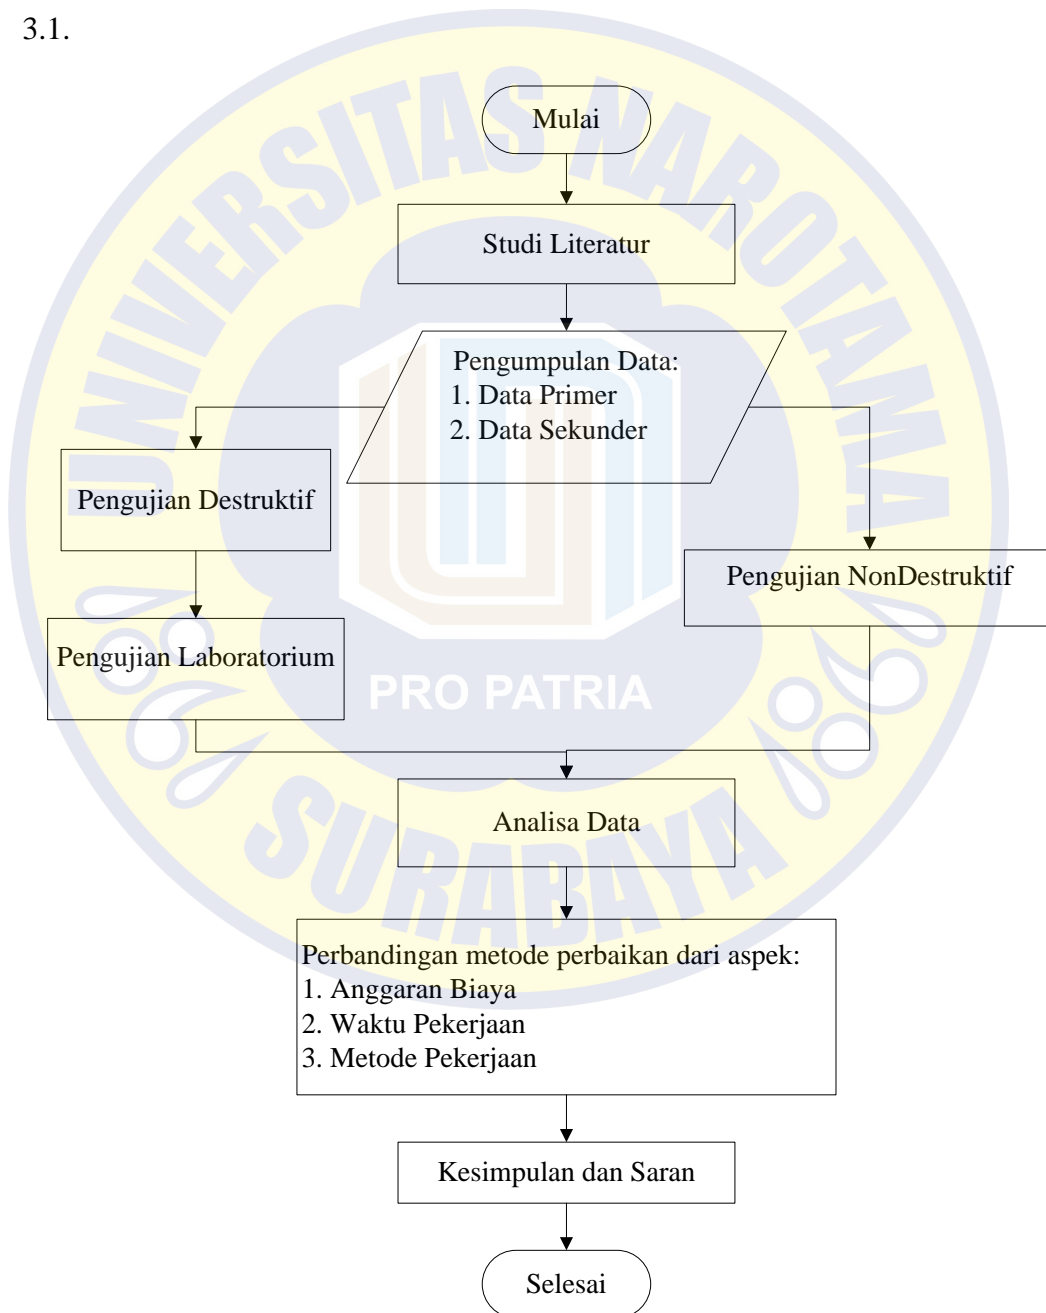 3.1.
UNIVERSITAS NAROTAMA
Mulai
Studi Literatur
Pengumpulan Data:
1. Data Primer
2. Data Sekunder
Pengujian Destruktif
Pengujian NonDestruktif
Pengujian Laboratorium
PRO PATRIA
Analisa Data
SURABAYA
Perbandingan metode perbaikan dari aspek:
1. Anggaran Biaya
2. Waktu Pekerjaan
3. Metode Pekerjaan
Kesimpulan dan Saran
Selesai